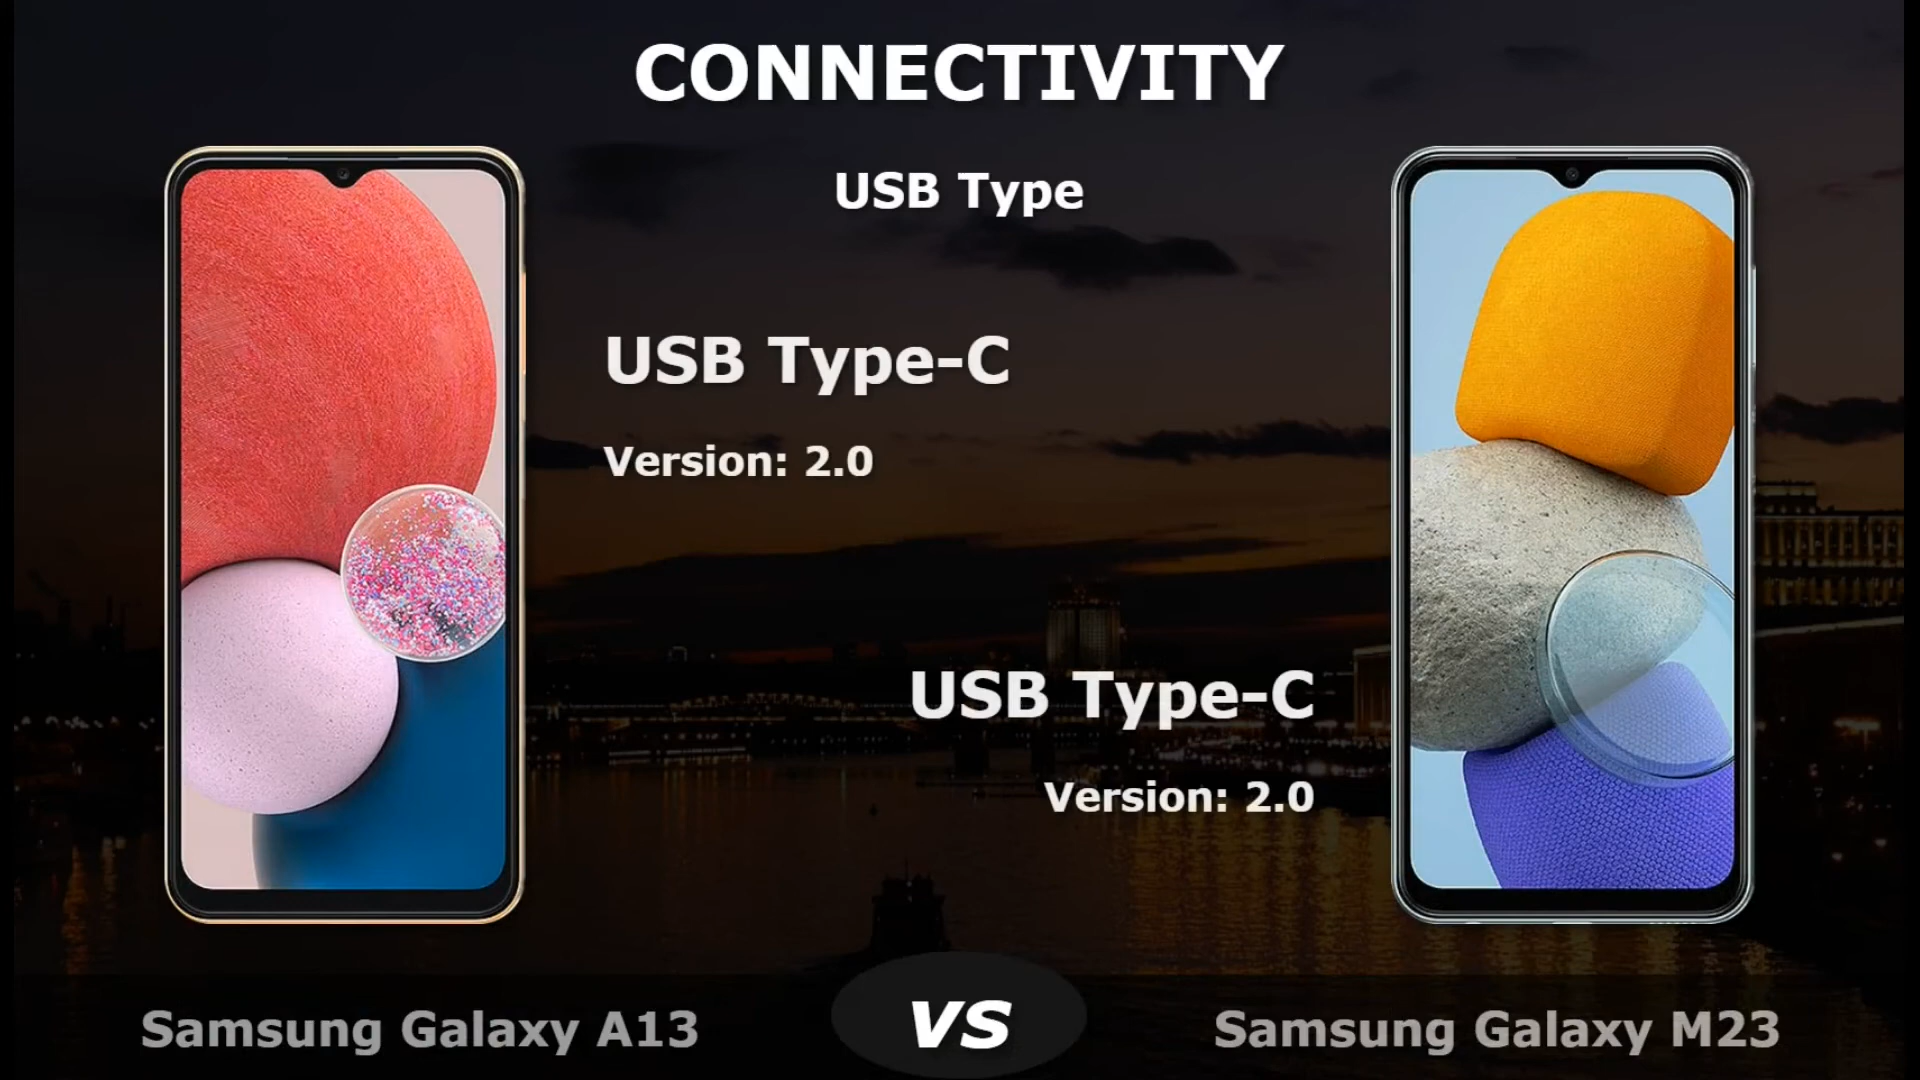 CONNECTIVITY
USB Type
USB Type-C
Version: 2.0
USB Type-C
Version: 2.0
Samsung Galaxy A13
vs
Samsung Galaxy M23